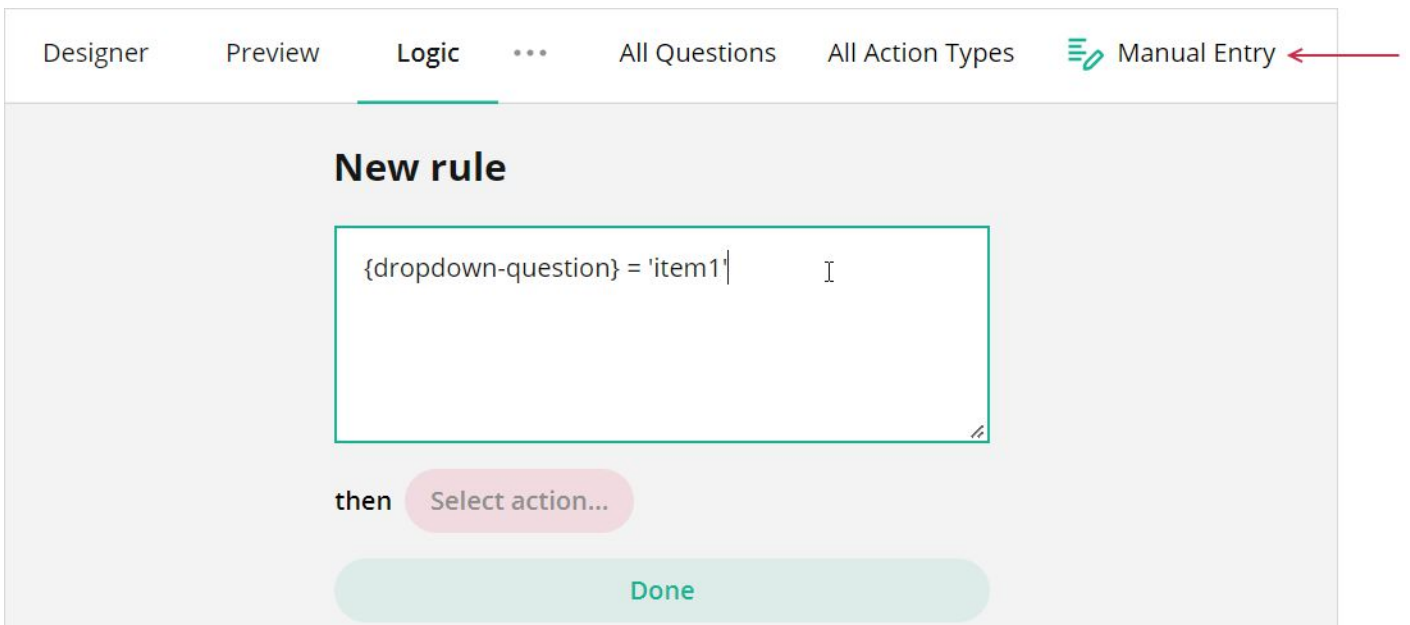 Designer Preview Logic ••• All Questions All Action Types Manual Entry
New rule
{dropdown-question} = 'item1'
then Select action...
Done